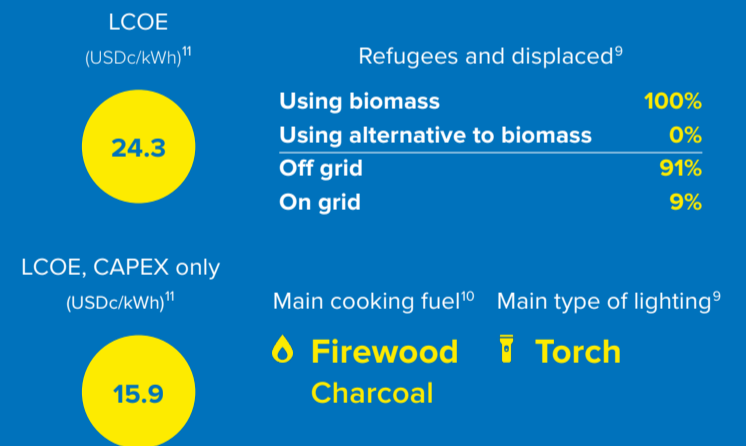 LCOE
(USDc/kWh)11
24.3
Refugees and displaced9
Using biomass 100%
Using alternative to biomass 0%
Off grid 91%
On grid 9%
LCOE, CAPEX only
(USDc/kWh)11
15.9
Main cooking fuel10
Firewood
Charcoal
Main type of lighting9
Torch